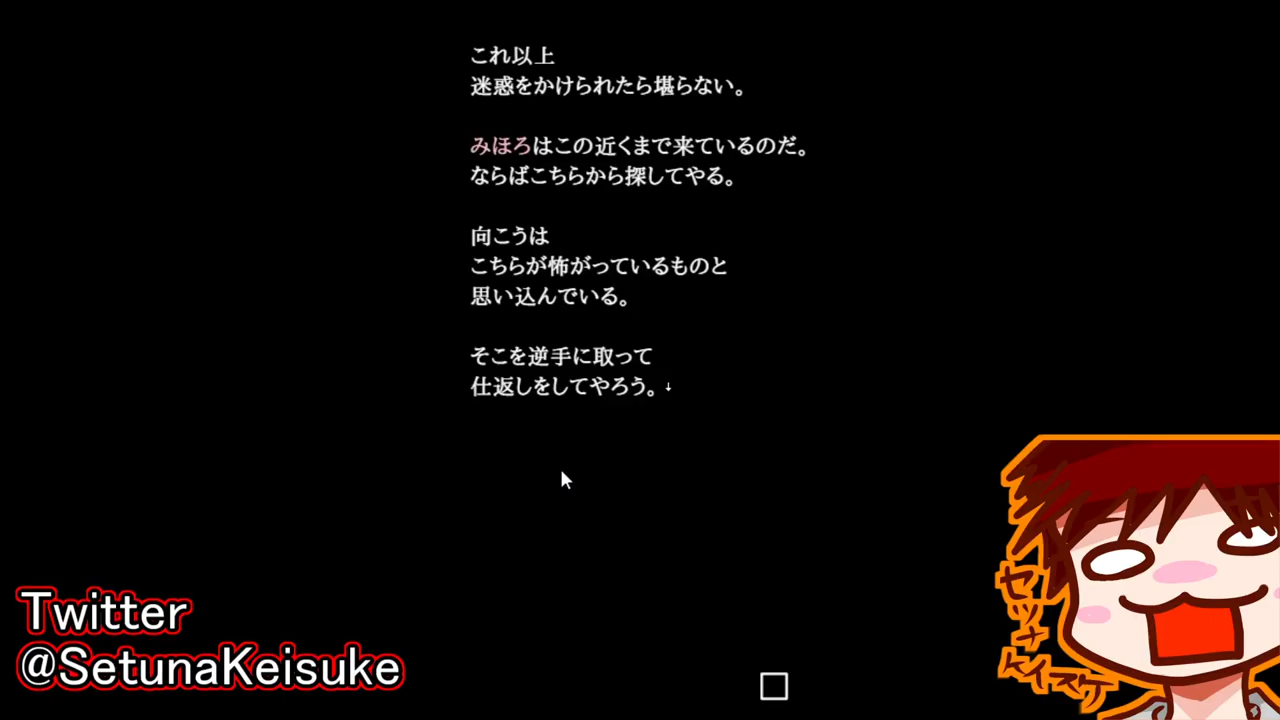 これ以上
迷惑をかけられたら堪らない。
みほろはこの近くまで来ているのだ。
ならばこちらから探してやる。
向こうは
こちらが怖がっているものと
思い込んでいる。
そこを逆手に取って
仕返しをしてやろう。↓
セツナ
ケイスケ
Twitter
@SetunaKeisuke